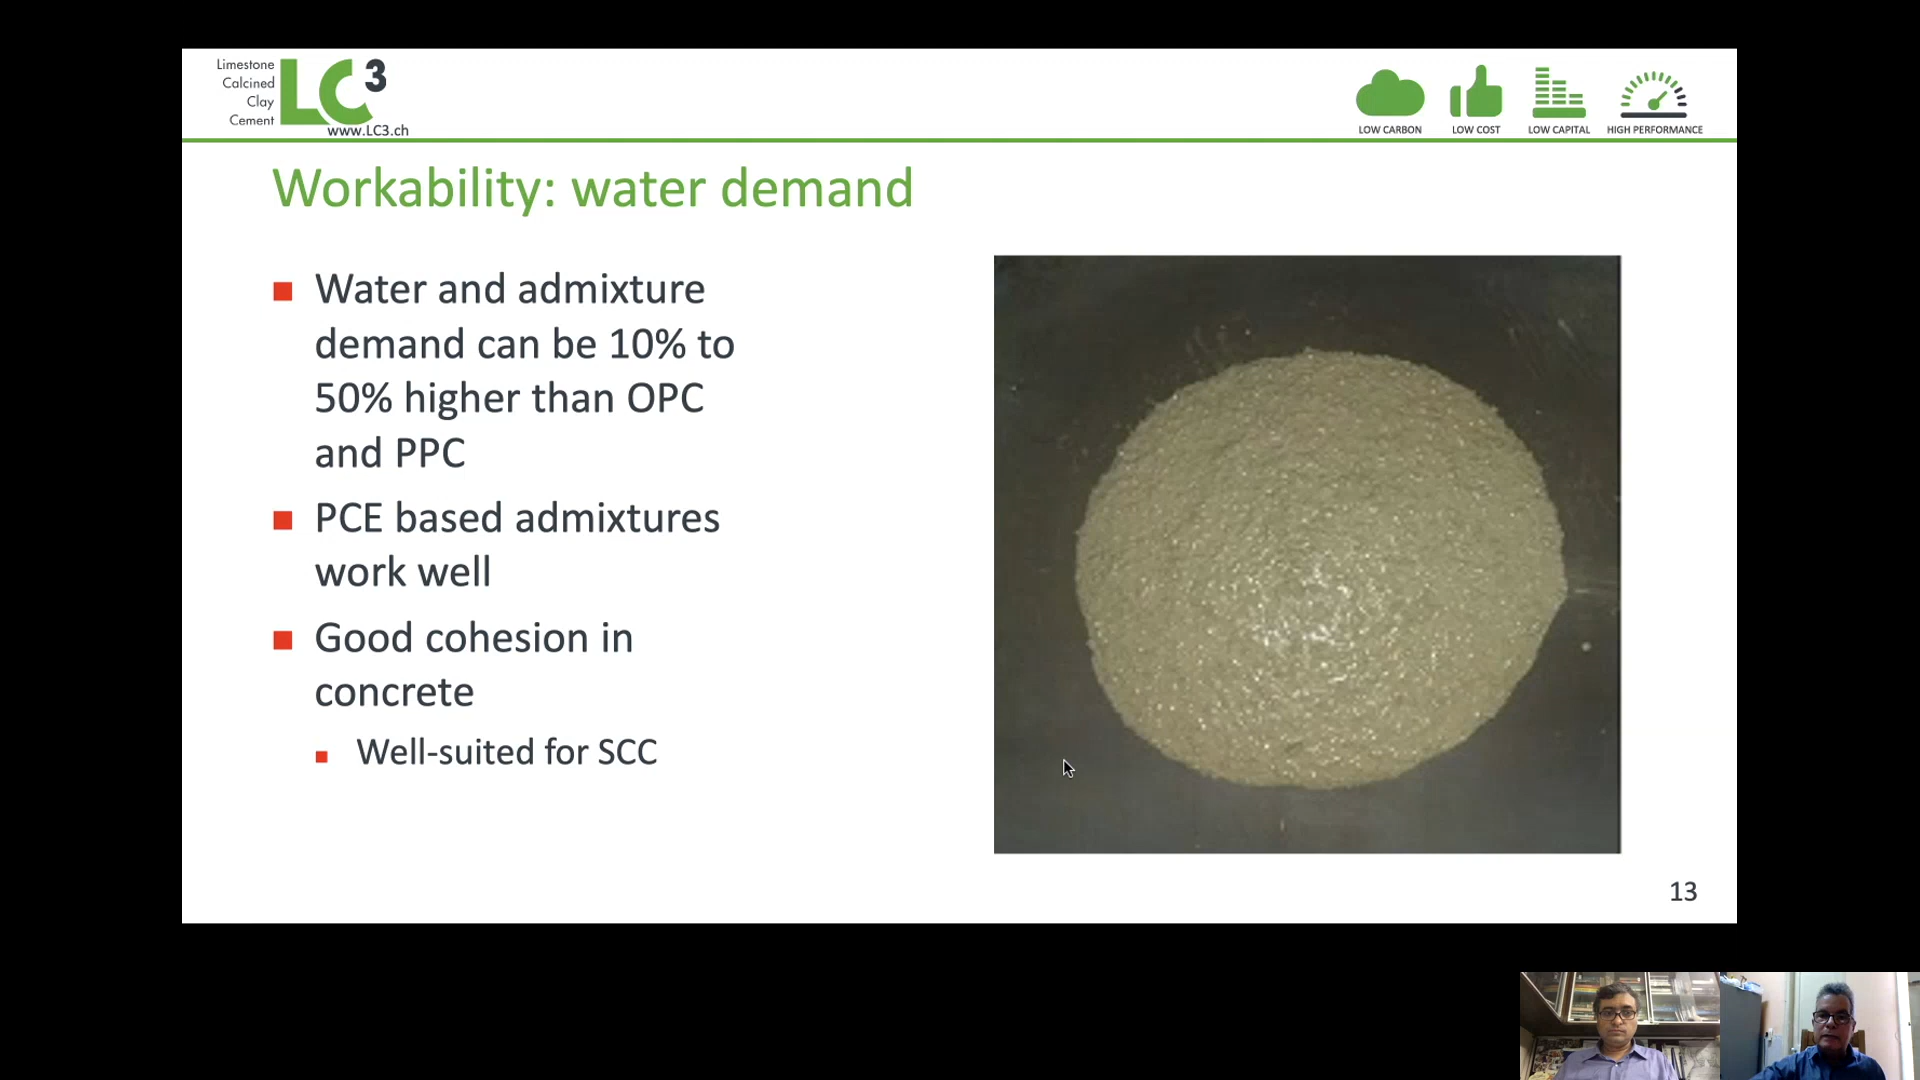 Limestone
Calcined
Clay
Cement
LC3
www.LC3.ch
LOW CARBON
LOW COST
LOW CAPITAL
HIGH PERFORMANCE
Workability: water demand
Water and admixture
demand can be 10% to
50% higher than OPC
and PPC
PCE based admixtures
work well
Good cohesion in
concrete
Well-suited for SCC
13